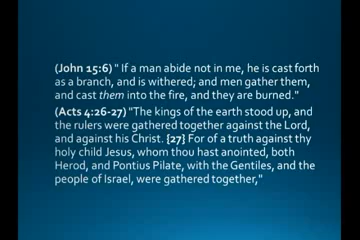 (John 15:6) " If a man abide not in me, he is cast forth
as a branch, and is withered; and men gather them,
and cast them into the fire, and they are burned."
(Acts 4:26-27) "The kings of the earth stood up, and
the rulers were gathered together against the Lord,
and against his Christ. {27} For of a truth against thy
holy child Jesus, whom thou hast anointed, both
Herod, and Pontius Pilate, with the Gentiles, and the
people of Israel, were gathered together,"